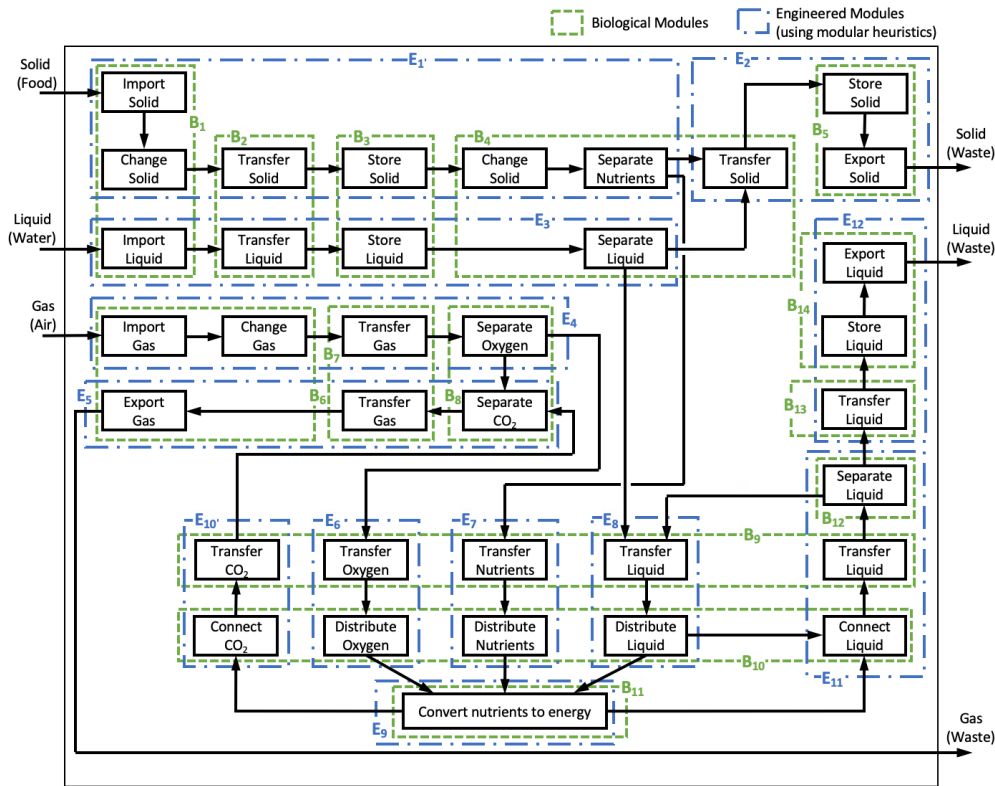 Biological Modules
Engineered Modules
(using modular heuristics)
Solid
(Food)
E1'
E2
Import
Solid
Store
Solid
B1
B2
B3
B4
B5
Solid
(Waste)
Change
Solid
Transfer
Solid
Store
Solid
Change
Solid
Separate
Nutrients
Transfer
Solid
Export
Solid
Liquid
(Water)
E3
E12
Liquid
(Waste)
Import
Liquid
Transfer
Liquid
Store
Liquid
Separate
Liquid
Export
Liquid
B14
Gas
(Air)
E4
Import
Gas
Change
Gas
B7
Transfer
Gas
Separate
Oxygen
Store
Liquid
E5
B6
B8
Export
Gas
Transfer
Gas
Separate
CO2
B13
Transfer
Liquid
Separate
Liquid
B12
E10'
E6
E7
E8
B9
Transfer
CO2
Transfer
Oxygen
Transfer
Nutrients
Transfer
Liquid
Transfer
Liquid
Connect
CO2
Distribute
Oxygen
Distribute
Nutrients
Distribute
Liquid
Connect
Liquid
B10
E11
B11
Convert nutrients to energy
E9
Gas
(Waste)